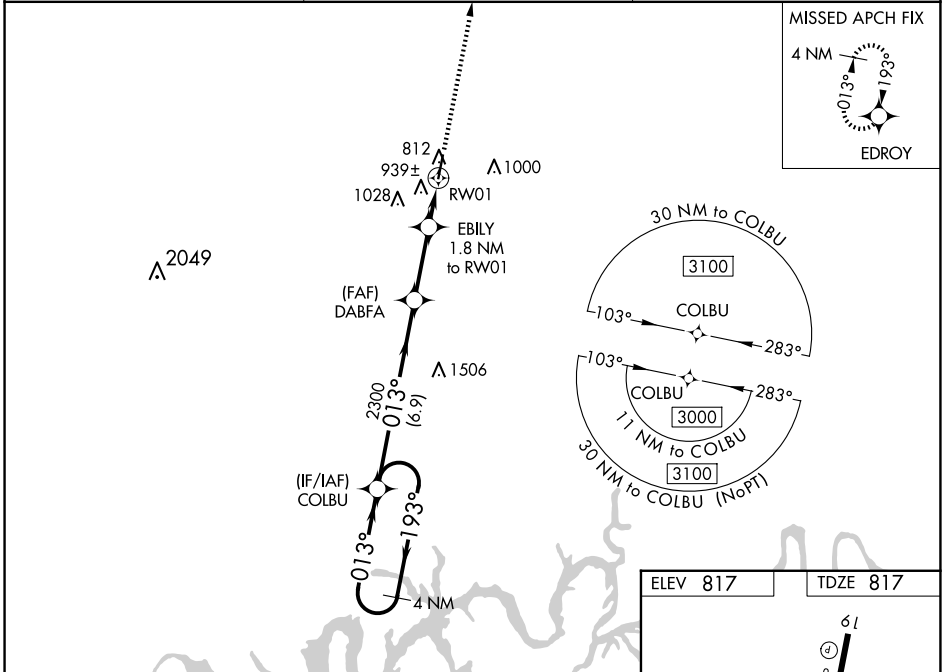 MISSED APCH FIX
4 NM
013°
193°
EDROY
812
939±
1000
1028
RW01
EBILY
1.8 NM
to RW01
2049
(FAF)
DABFA
1506
2300
013°
(6.9)
(IF/IAF)
COLBU
013°
193°
4 NM
30 NM to COLBU
3100
COLBU
103°
283°
103°
283°
COLBU
3000
11 NM to COLBU
3100
30 NM to COLBU (NoPT)
ELEV 817
TDZE 817
19
P